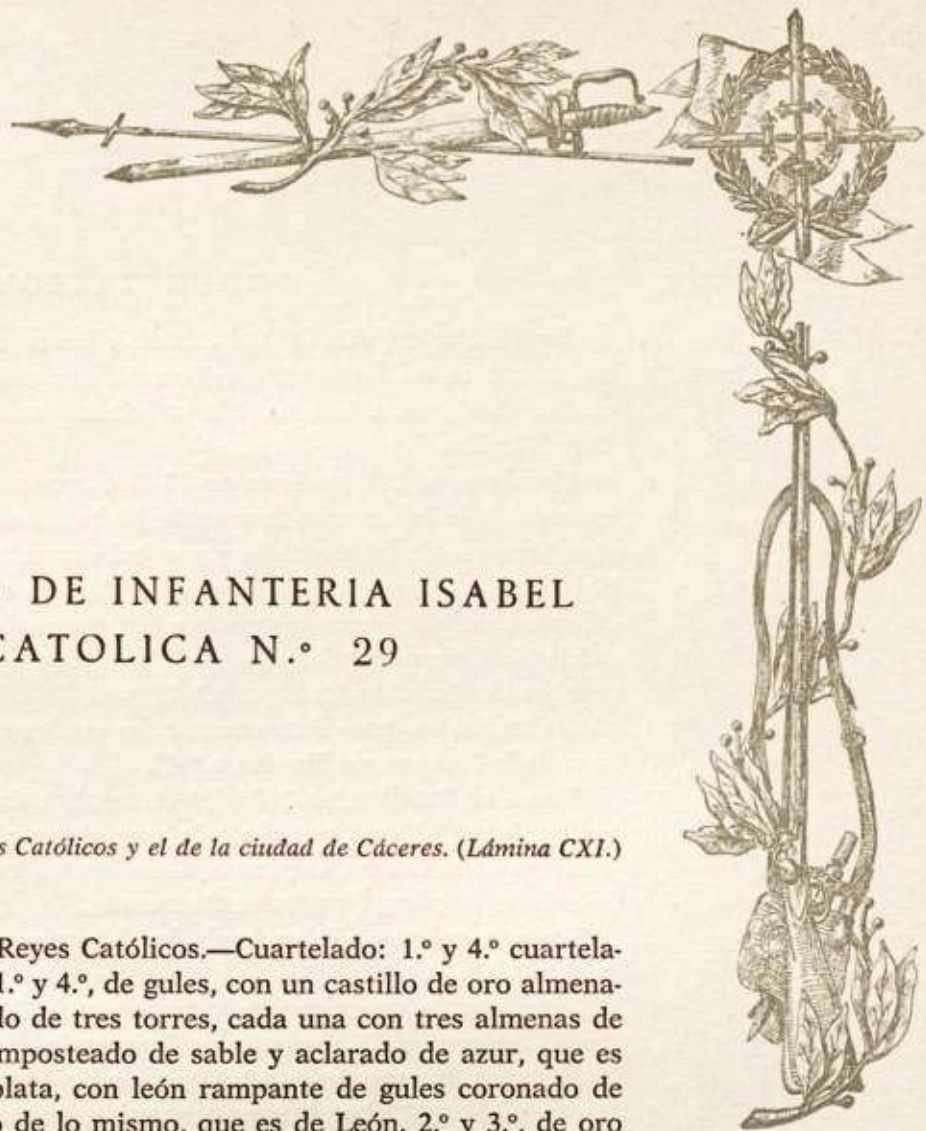 DE INFANTERIA ISABEL
CATOLICA N.º 29
s Católicos y el de la ciudad de Cáceres. (Lámina CXI.)
Reyes Católicos.—Cuartelado: 1.º y 4.º cuartela-
1.º y 4.º, de gules, con un castillo de oro almena-
lo de tres torres, cada una con tres almenas de
mposteado de sable y aclarado de azur, que es
plata, con león rampante de gules coronado de
o de lo mismo, que es de León. 2.º y 3.º, de oro